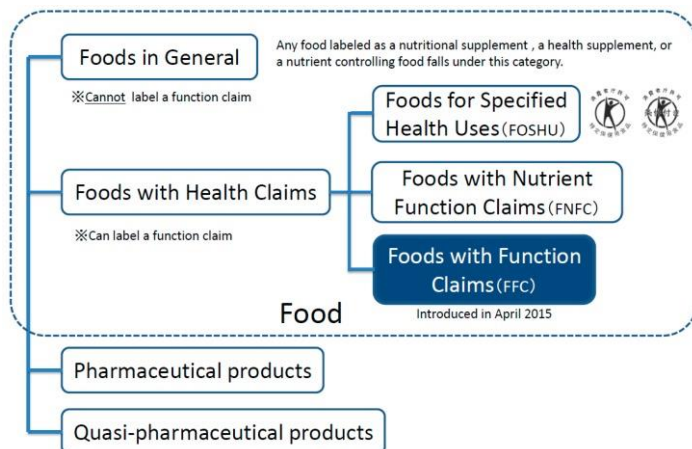 Foods in General
Any food labeled as a nutritional supplement , a health supplement, or
a nutrient controlling food falls under this category.
※Cannot label a function claim
Foods for Specified
Health Uses(FOSHU)
Foods with Health Claims
Foods with Nutrient
Function Claims(FNFC)
※Can label a function claim
Foods with Function
Claims(FFC)
Introduced in April 2015
Food
Pharmaceutical products
Quasi-pharmaceutical products